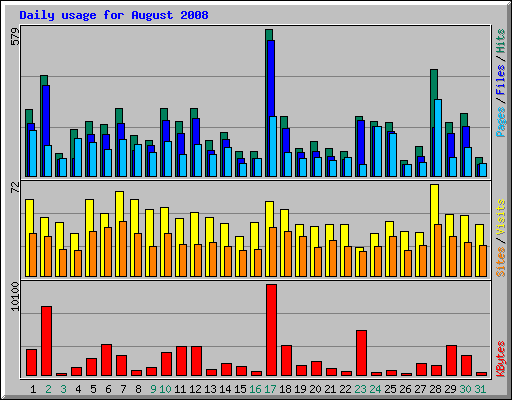 Daily usage for August 2008
579
Pages / Files / Hits
72
Sites / Visits
10100
KBytes
1 2 3 4 5 6 7 8 9 10 11 12 13 14 15 16 17 18 19 20 21 22 23 24 25 26 27 28 29 30 31